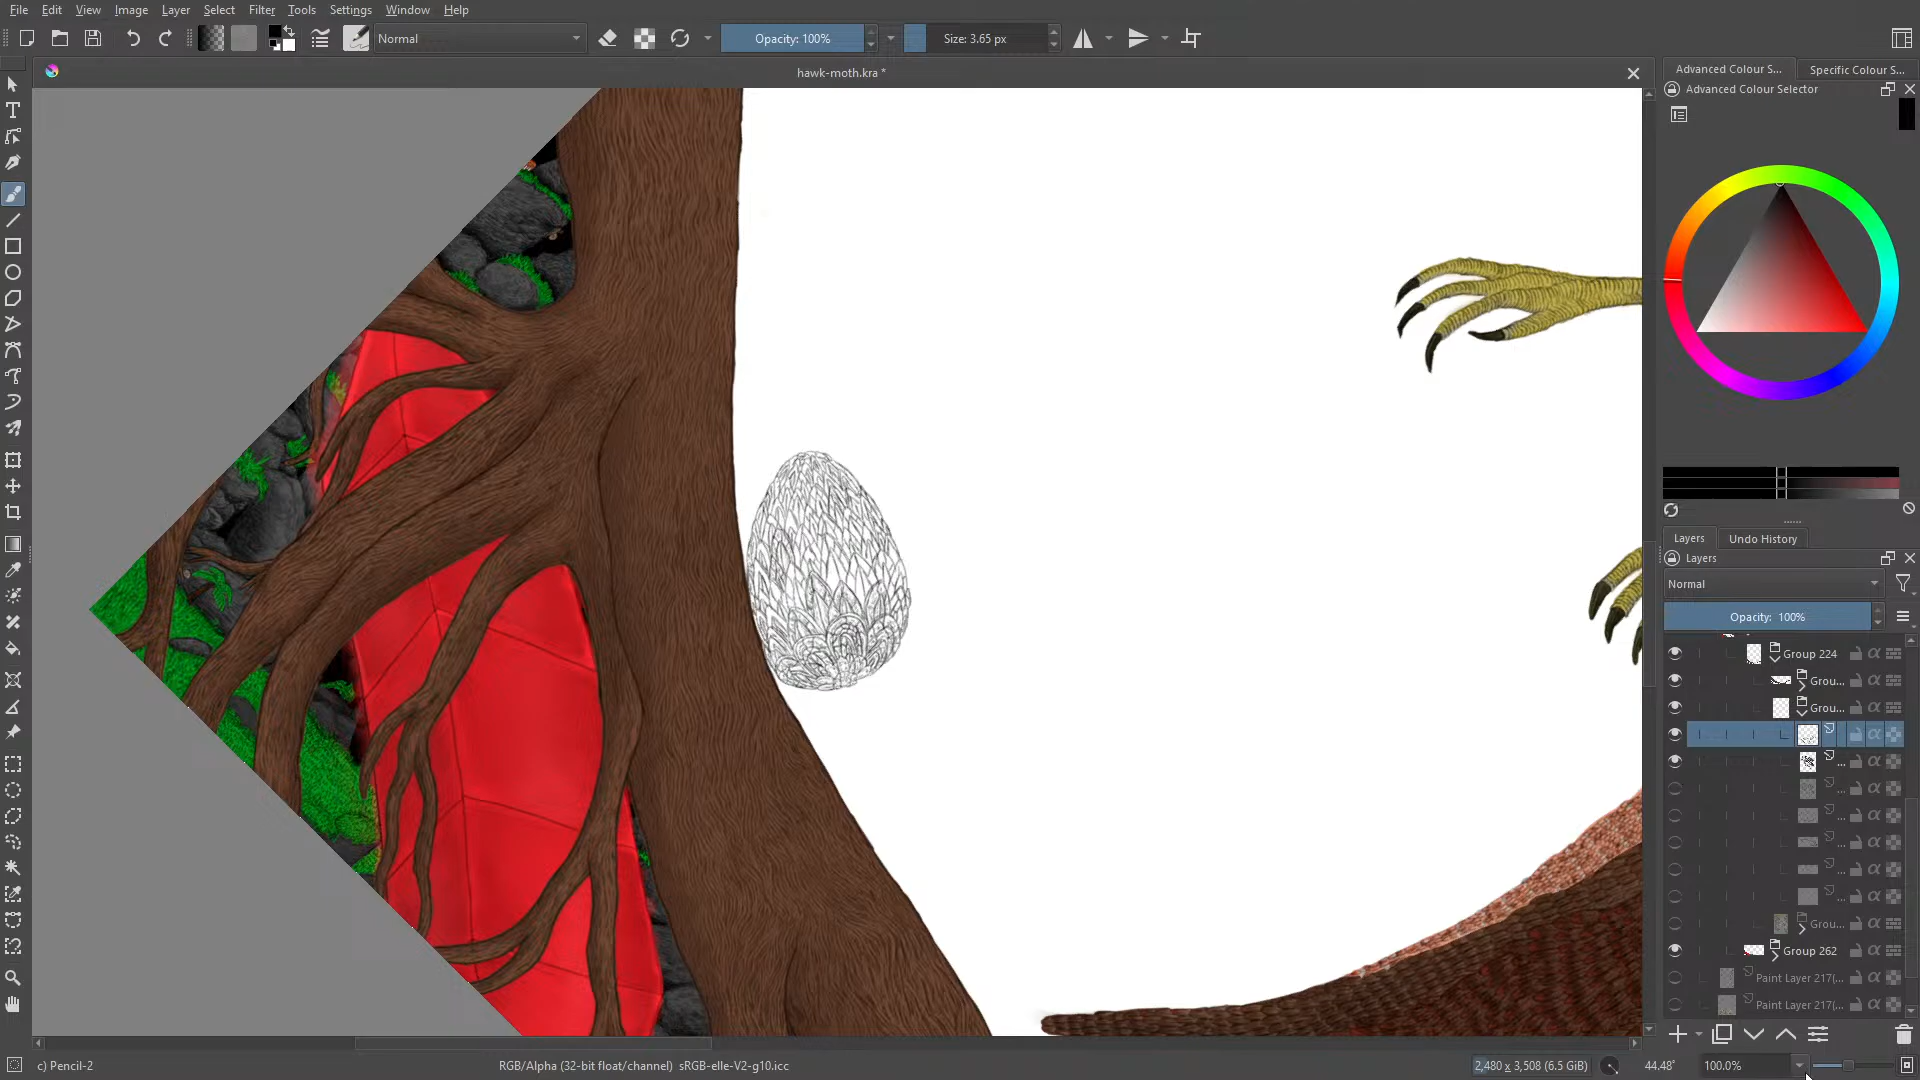 File Edit View Image Layer Select Filter Tools Settings Window Help
Normal Opacity: 100% Size: 3.65 px
hawk-moth.kra *
Advanced Colour S... Specific Colour S...
Advanced Colour Selector
Layers Undo History
Layers
Normal
Opacity: 100%
Group 224
Grou...
Grou...
...
...
...
...
...
...
Grou...
Group 262
Paint Layer 217(...
Paint Layer 217(...
c) Pencil-2 RGB/Alpha (32-bit float/channel) sRGB-elle-V2-g10.icc 2,480 x 3,508 (6.5 GiB) 44.48° 100.0%